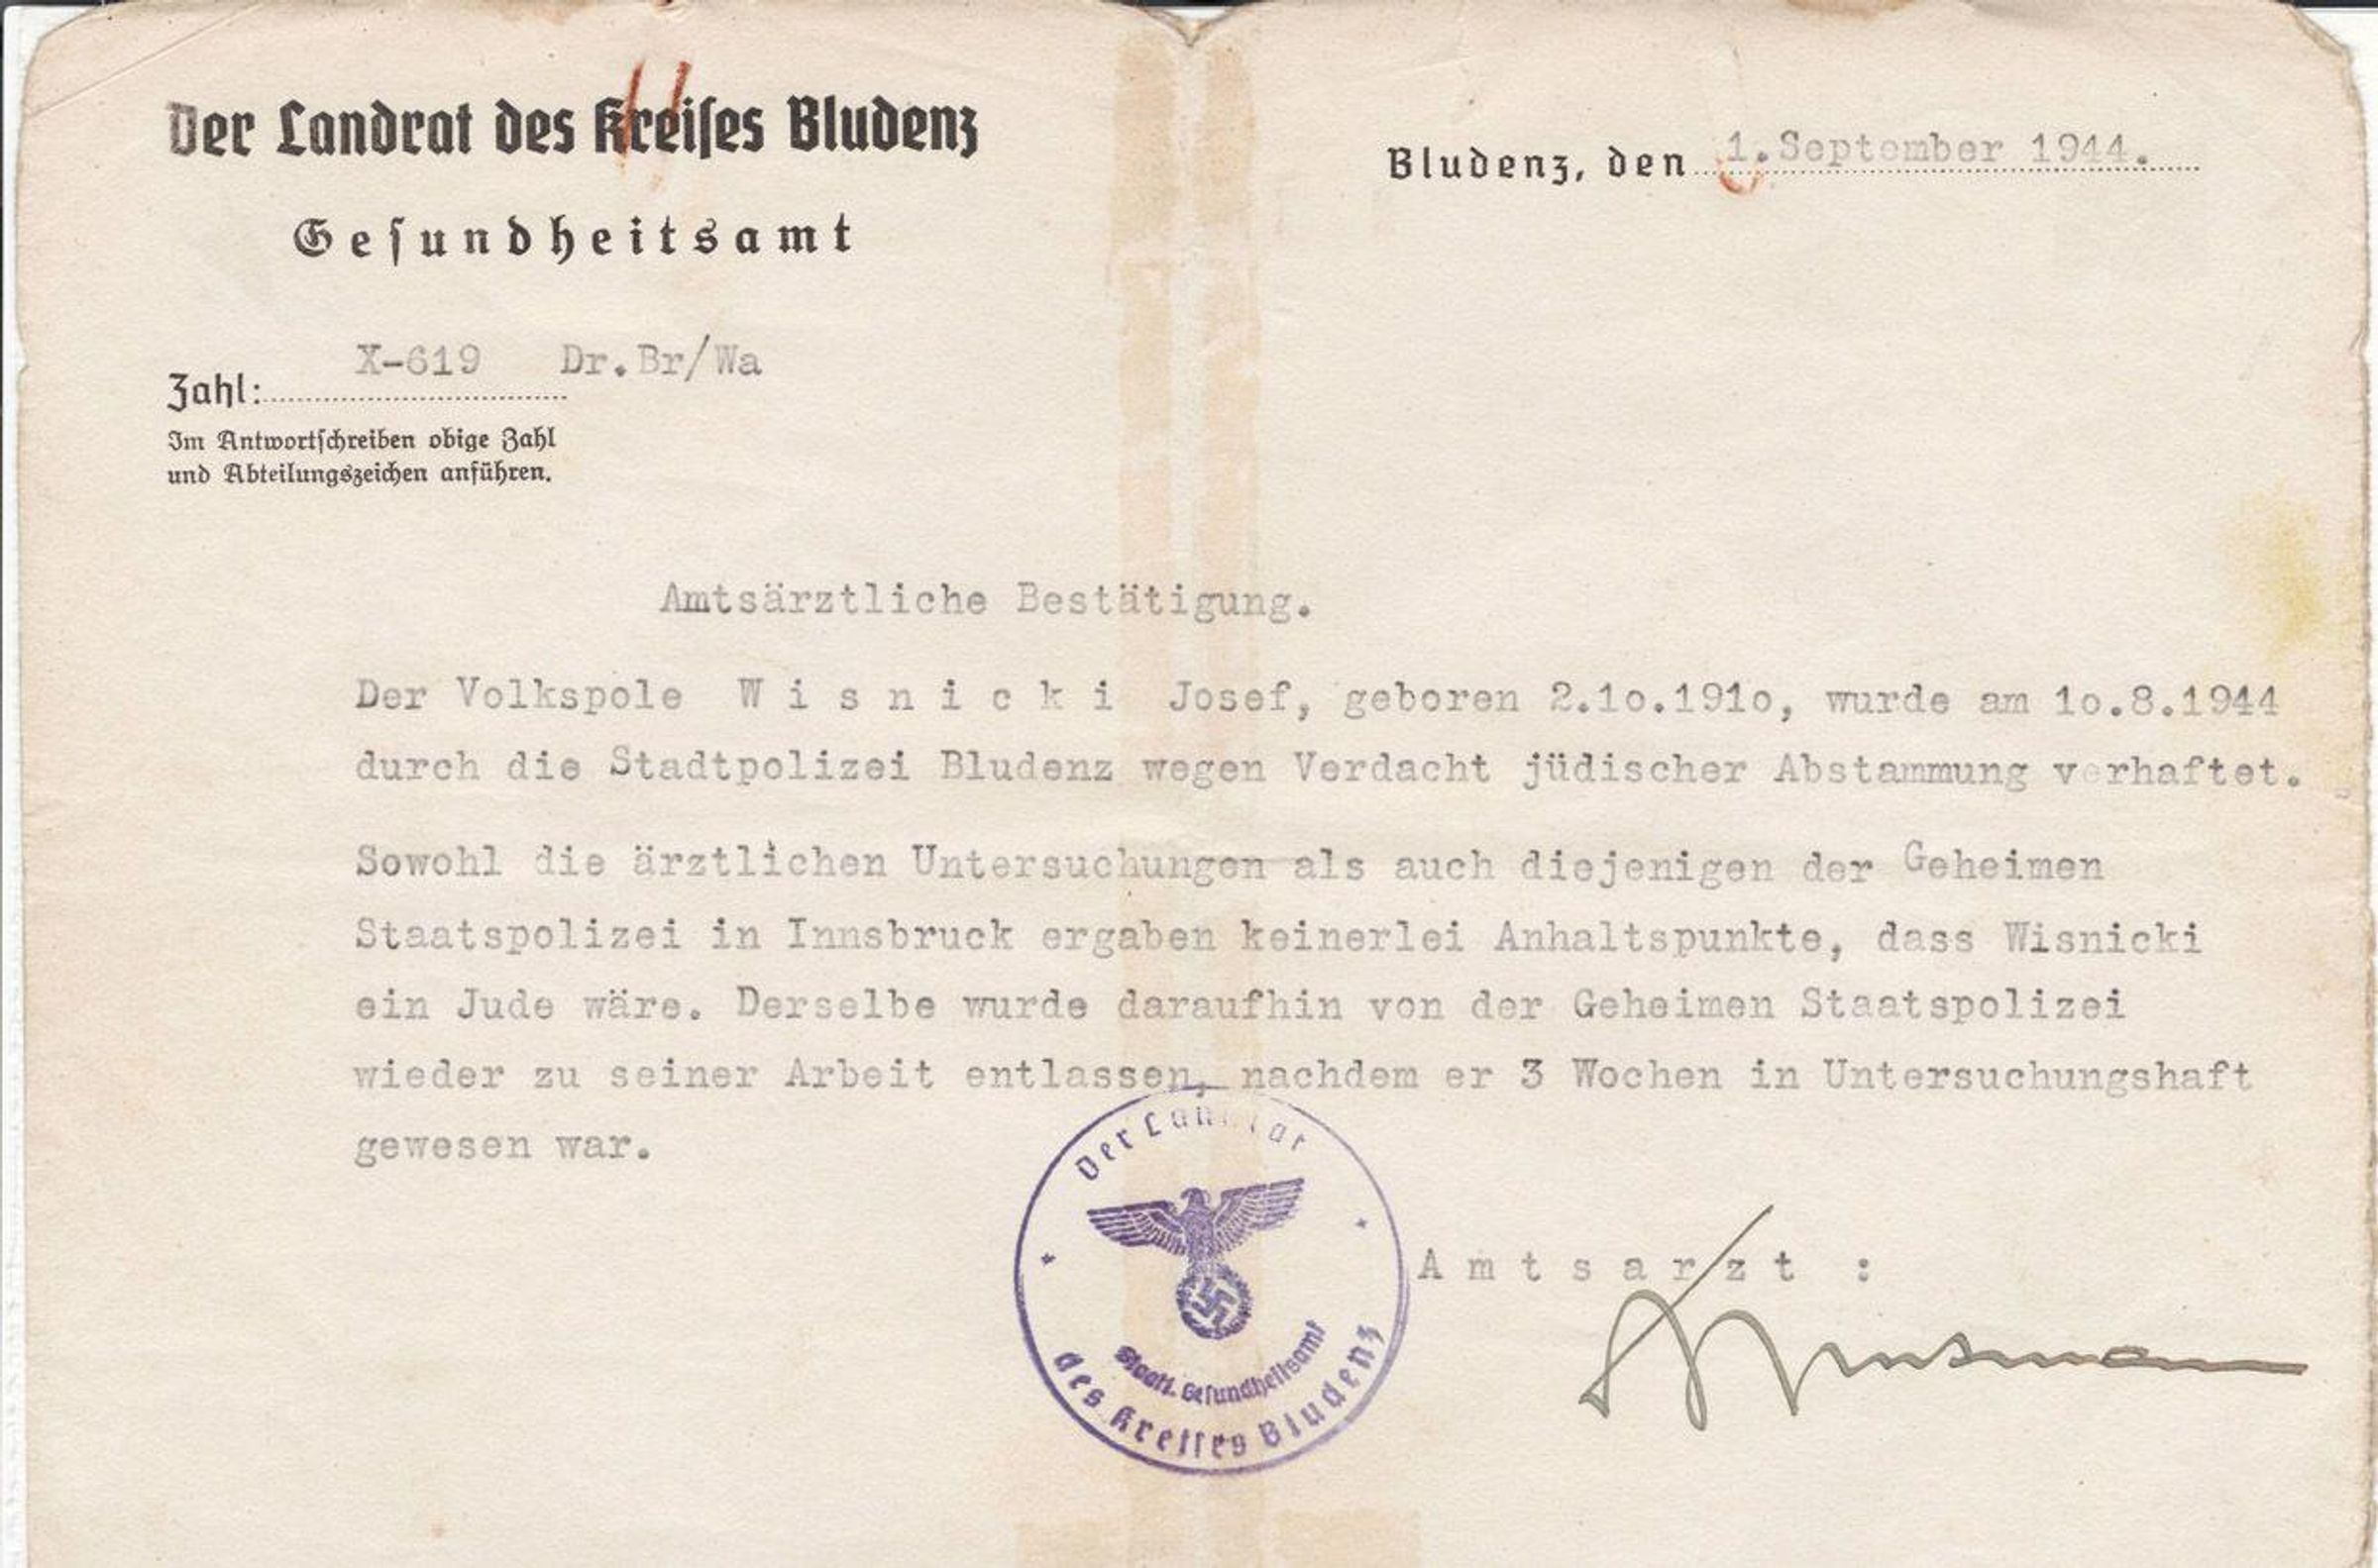 Der Landrat des Kreises Bludenz
Gesundheitsamt
Bludenz, den 1.September 1944.
X-619 Dr.Br/Wa
Zahl:
Im Antwortschreiben obige Zahl
und Abteilungszeichen anführen.
Amtsärztliche Bestätigung.
Der Volkspole W i s n i c k i Josef, geboren 2.1o.191o, wurde am 1o.8.1944
durch die Stadtpolizei Bludenz wegen Verdacht jüdischer Abstammung verhaftet.
Sowohl die ärztlichen Untersuchungen als auch diejenigen der Geheimen
Staatspolizei in Innsbruck ergaben keinerlei Anhaltspunkte, dass Wisnicki
ein Jude wäre. Derselbe wurde daraufhin von der Geheimen Staatspolizei
wieder zu seiner Arbeit entlassen, nachdem er 3 Wochen in Untersuchungshaft
gewesen war.
Der Landrat
Staatl. Gesundheitsamt
des Kreises Bludenz
A m t s a r z t :